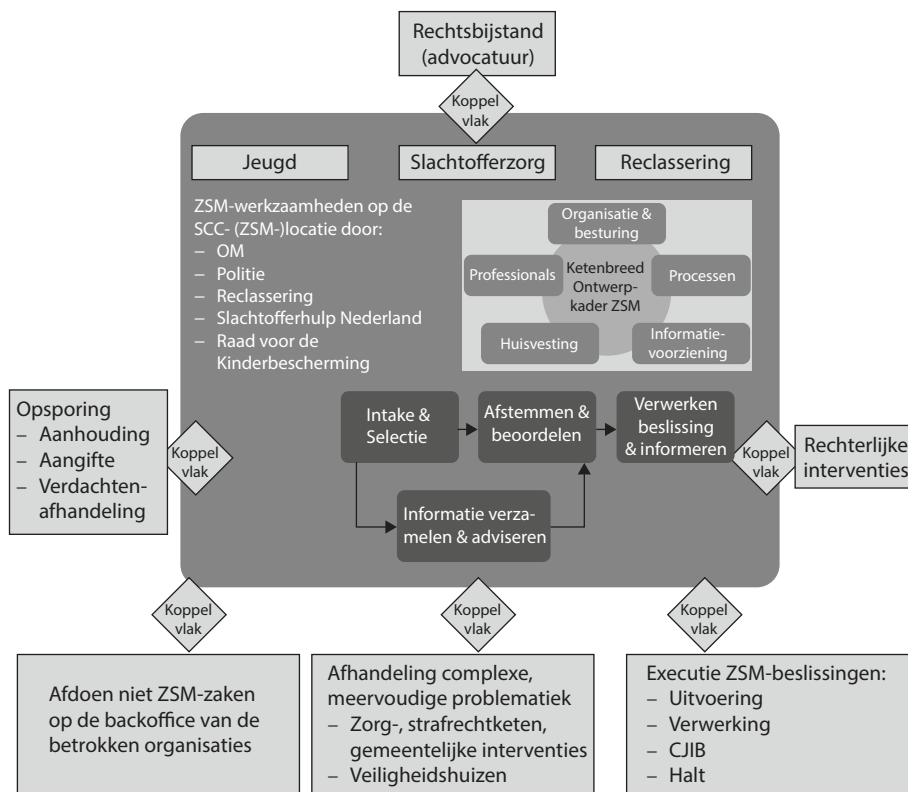 Rechtsbijstand
(advocatuur)
Koppel
vlak
Jeugd
Slachtofferzorg
Reclassering
ZSM-werkzaamheden op de
SCC- (ZSM-)locatie door:
– OM
– Politie
– Reclassering
– Slachtofferhulp Nederland
– Raad voor de
Kinderbescherming
Organisatie &
besturing
Professionals
Ketenbreed
Ontwerp-
kader ZSM
Processen
Huisvesting
Informatie-
voorziening
Opsporing
– Aanhouding
– Aangifte
– Verdachten-
afhandeling
Koppel
vlak
Intake &
Selectie
Afstemmen &
beoordelen
Verwerken
beslissing
& informeren
Informatie verza-
melen & adviseren
Koppel
vlak
Rechterlijke
interventies
Koppel
vlak
Koppel
vlak
Koppel
vlak
Afdoen niet ZSM-zaken
op de backoffice van de
betrokken organisaties
Afhandeling complexe,
meervoudige problematiek
– Zorg-, strafrechtketen,
gemeentelijke interventies
– Veiligheidshuizen
Executie ZSM-beslissingen:
– Uitvoering
– Verwerking
– CJIB
– Halt